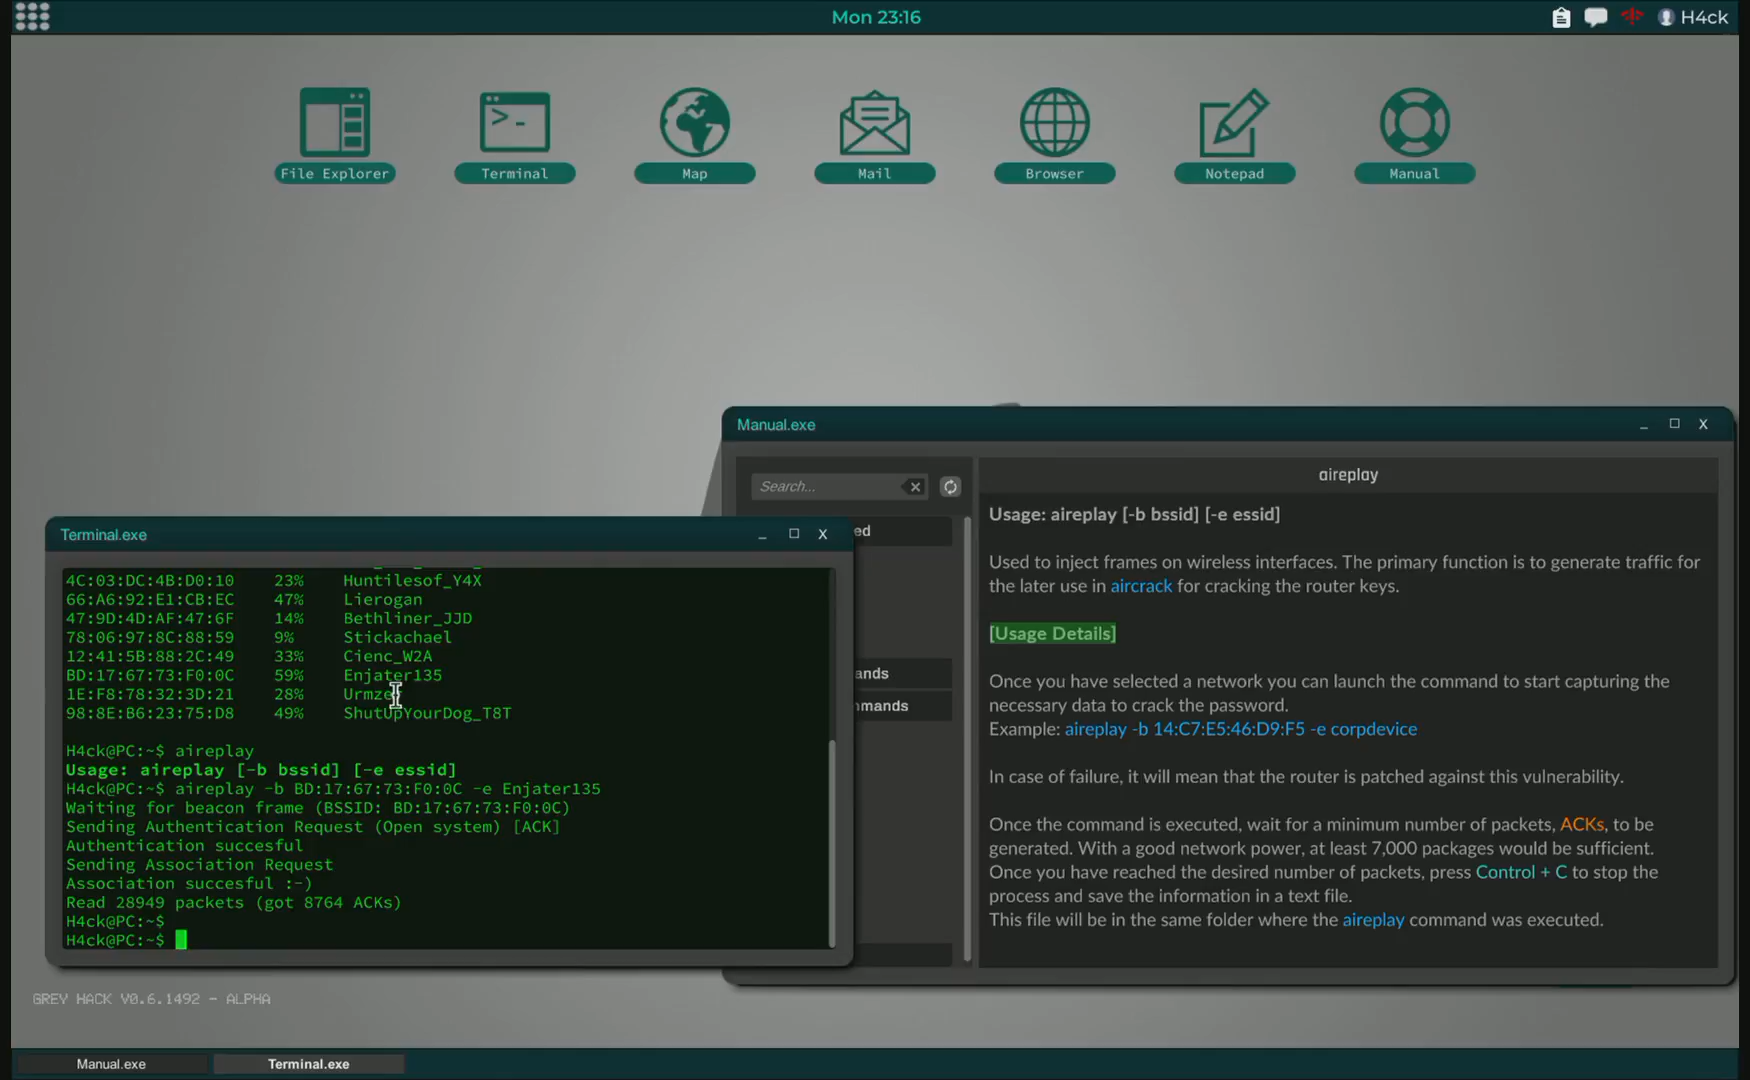 Mon 23:16
H4ck
File Explorer
Terminal
Map
Mail
Browser
Notepad
Manual
Manual.exe
Search...
ed
ands
mmands
aireplay
Usage: aireplay [-b bssid] [-e essid]
Used to inject frames on wireless interfaces. The primary function is to generate traffic for
the later use in aircrack for cracking the router keys.
[Usage Details]
Once you have selected a network you can launch the command to start capturing the
necessary data to crack the password.
Example: aireplay -b 14:C7:E5:46:D9:F5 -e corpdevice
In case of failure, it will mean that the router is patched against this vulnerability.
Once the command is executed, wait for a minimum number of packets, ACKs, to be
generated. With a good network power, at least 7,000 packages would be sufficient.
Once you have reached the desired number of packets, press Control + C to stop the
process and save the information in a text file.
This file will be in the same folder where the aireplay command was executed.
Terminal.exe
4C:03:DC:4B:D0:10 23% Huntilesof_Y4X
66:A6:92:E1:CB:EC 47% Lierogan
47:9D:4D:AF:47:6F 14% Bethliner_JJD
78:06:97:8C:88:59 9% Stickachael
12:41:5B:88:2C:49 33% Cienc_W2A
BD:17:67:73:F0:0C 59% Enjater135
1E:F8:78:32:3D:21 28%
98:8E:B6:23:75:D8 49% ShutUpYourDog_T8T
H4ck@PC:~$ aireplay
Usage: aireplay [-b bssid] [-e essid]
H4ck@PC:~$ aireplay -b BD:17:67:73:F0:0C -e Enjater135
Waiting for beacon frame (BSSID: BD:17:67:73:F0:0C)
Sending Authentication Request (Open system) [ACK]
Authentication succesful
Sending Association Request
Association succesful :-)
Read 28949 packets (got 8764 ACKs)
H4ck@PC:~$
H4ck@PC:~$
GREY HACK V0.6.1492 - ALPHA
Manual.exe
Terminal.exe